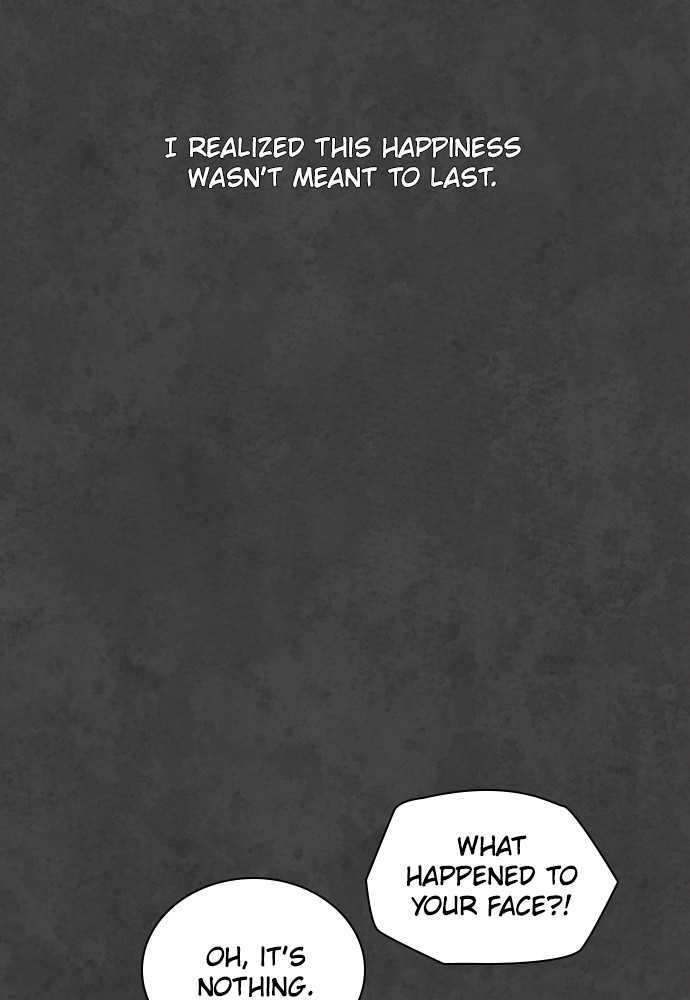 I REALIZED THIS HAPPINESS
WASN'T MEANT TO LAST.
WHAT
HAPPENED TO
YOUR FACE?!
OH, IT'S
NOTHING.